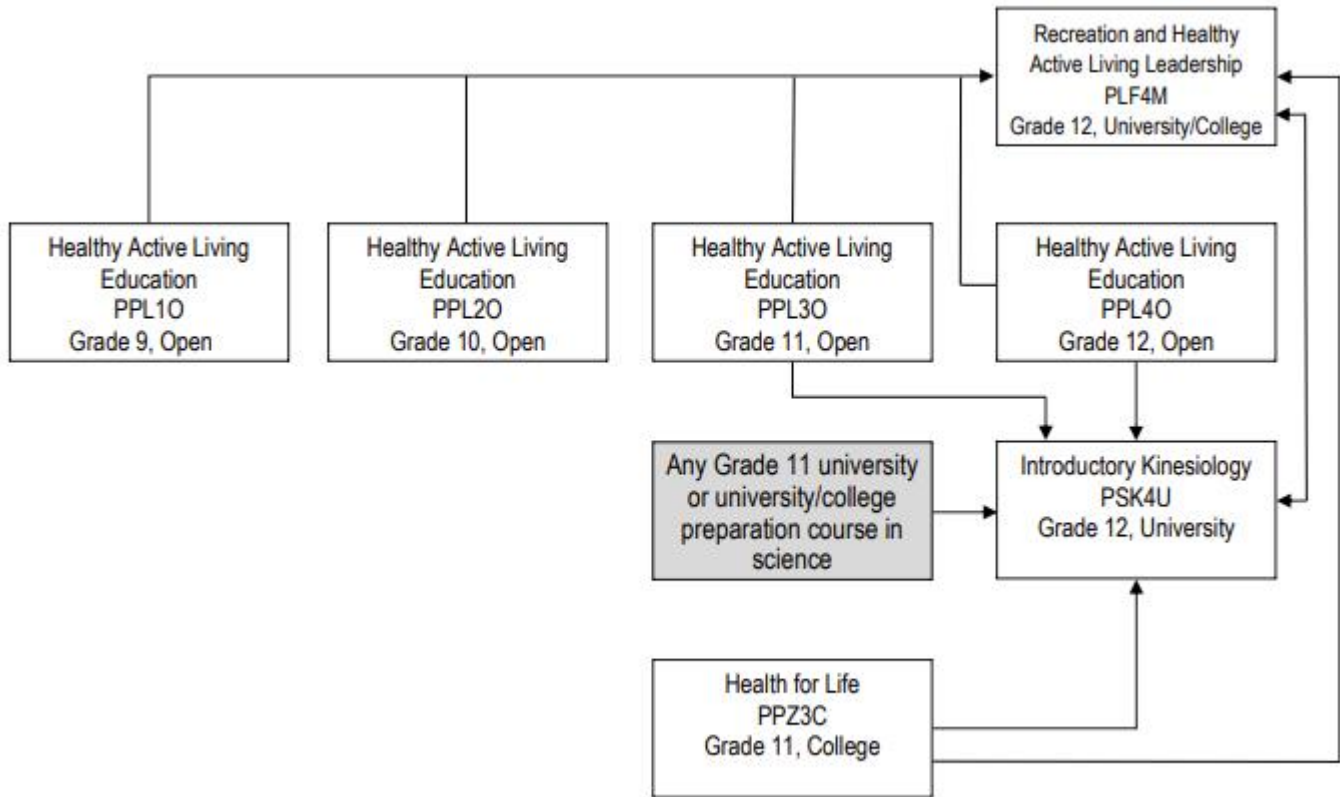 Recreation and Healthy
Active Living Leadership
PLF4M
Grade 12, University/College
Healthy Active Living
Education
PPL1O
Grade 9, Open
Healthy Active Living
Education
PPL2O
Grade 10, Open
Healthy Active Living
Education
PPL3O
Grade 11, Open
Healthy Active Living
Education
PPL4O
Grade 12, Open
Any Grade 11 university
or university/college
preparation course in
science
Introductory Kinesiology
PSK4U
Grade 12, University
Health for Life
PPZ3C
Grade 11, College